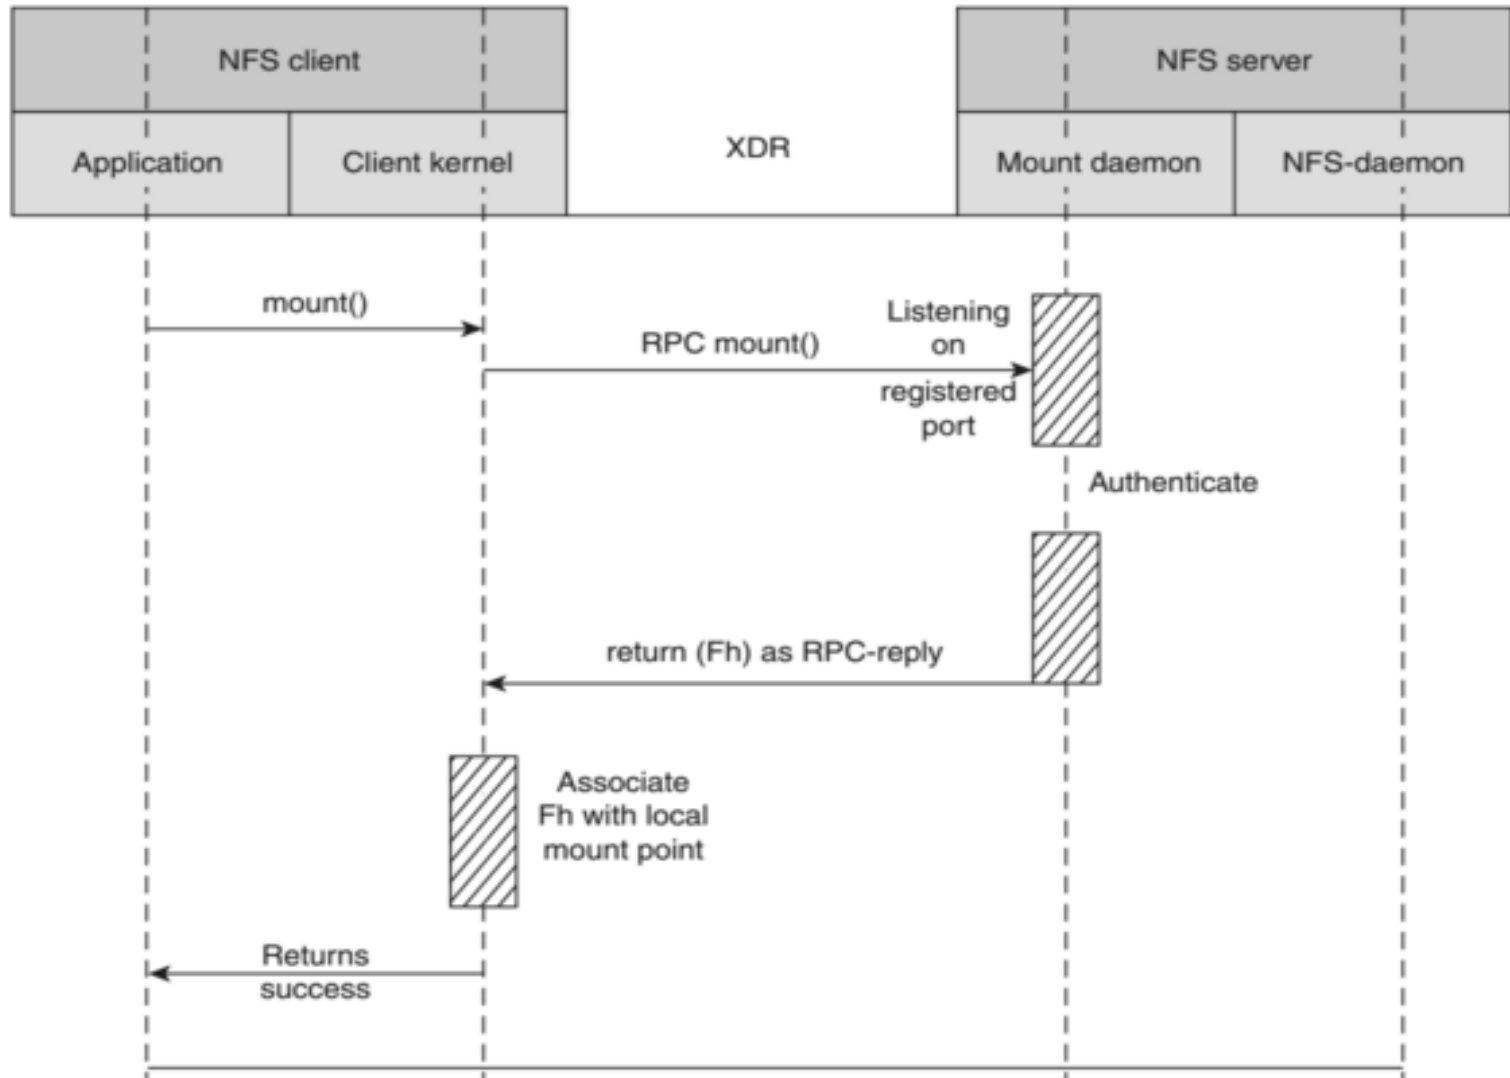 NFS client
NFS server
Application
Client kernel
XDR
Mount daemon
NFS-daemon
mount()
RPC mount()
Listening
on
registered
port
Authenticate
return (Fh) as RPC-reply
Associate
Fh with local
mount point
Returns
success